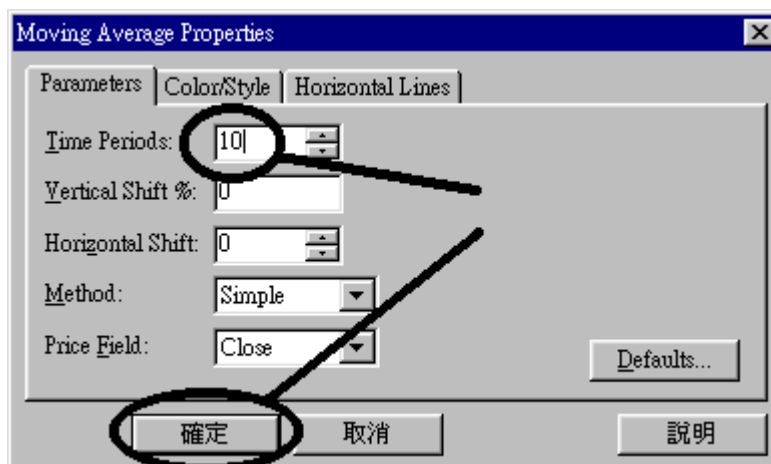 Moving Average Properties
Parameters Color/Style Horizontal Lines
Time Periods: 10
Vertical Shift %: 0
Horizontal Shift: 0
Method: Simple
Price Field: Close
Defaults...
確定 取消 說明